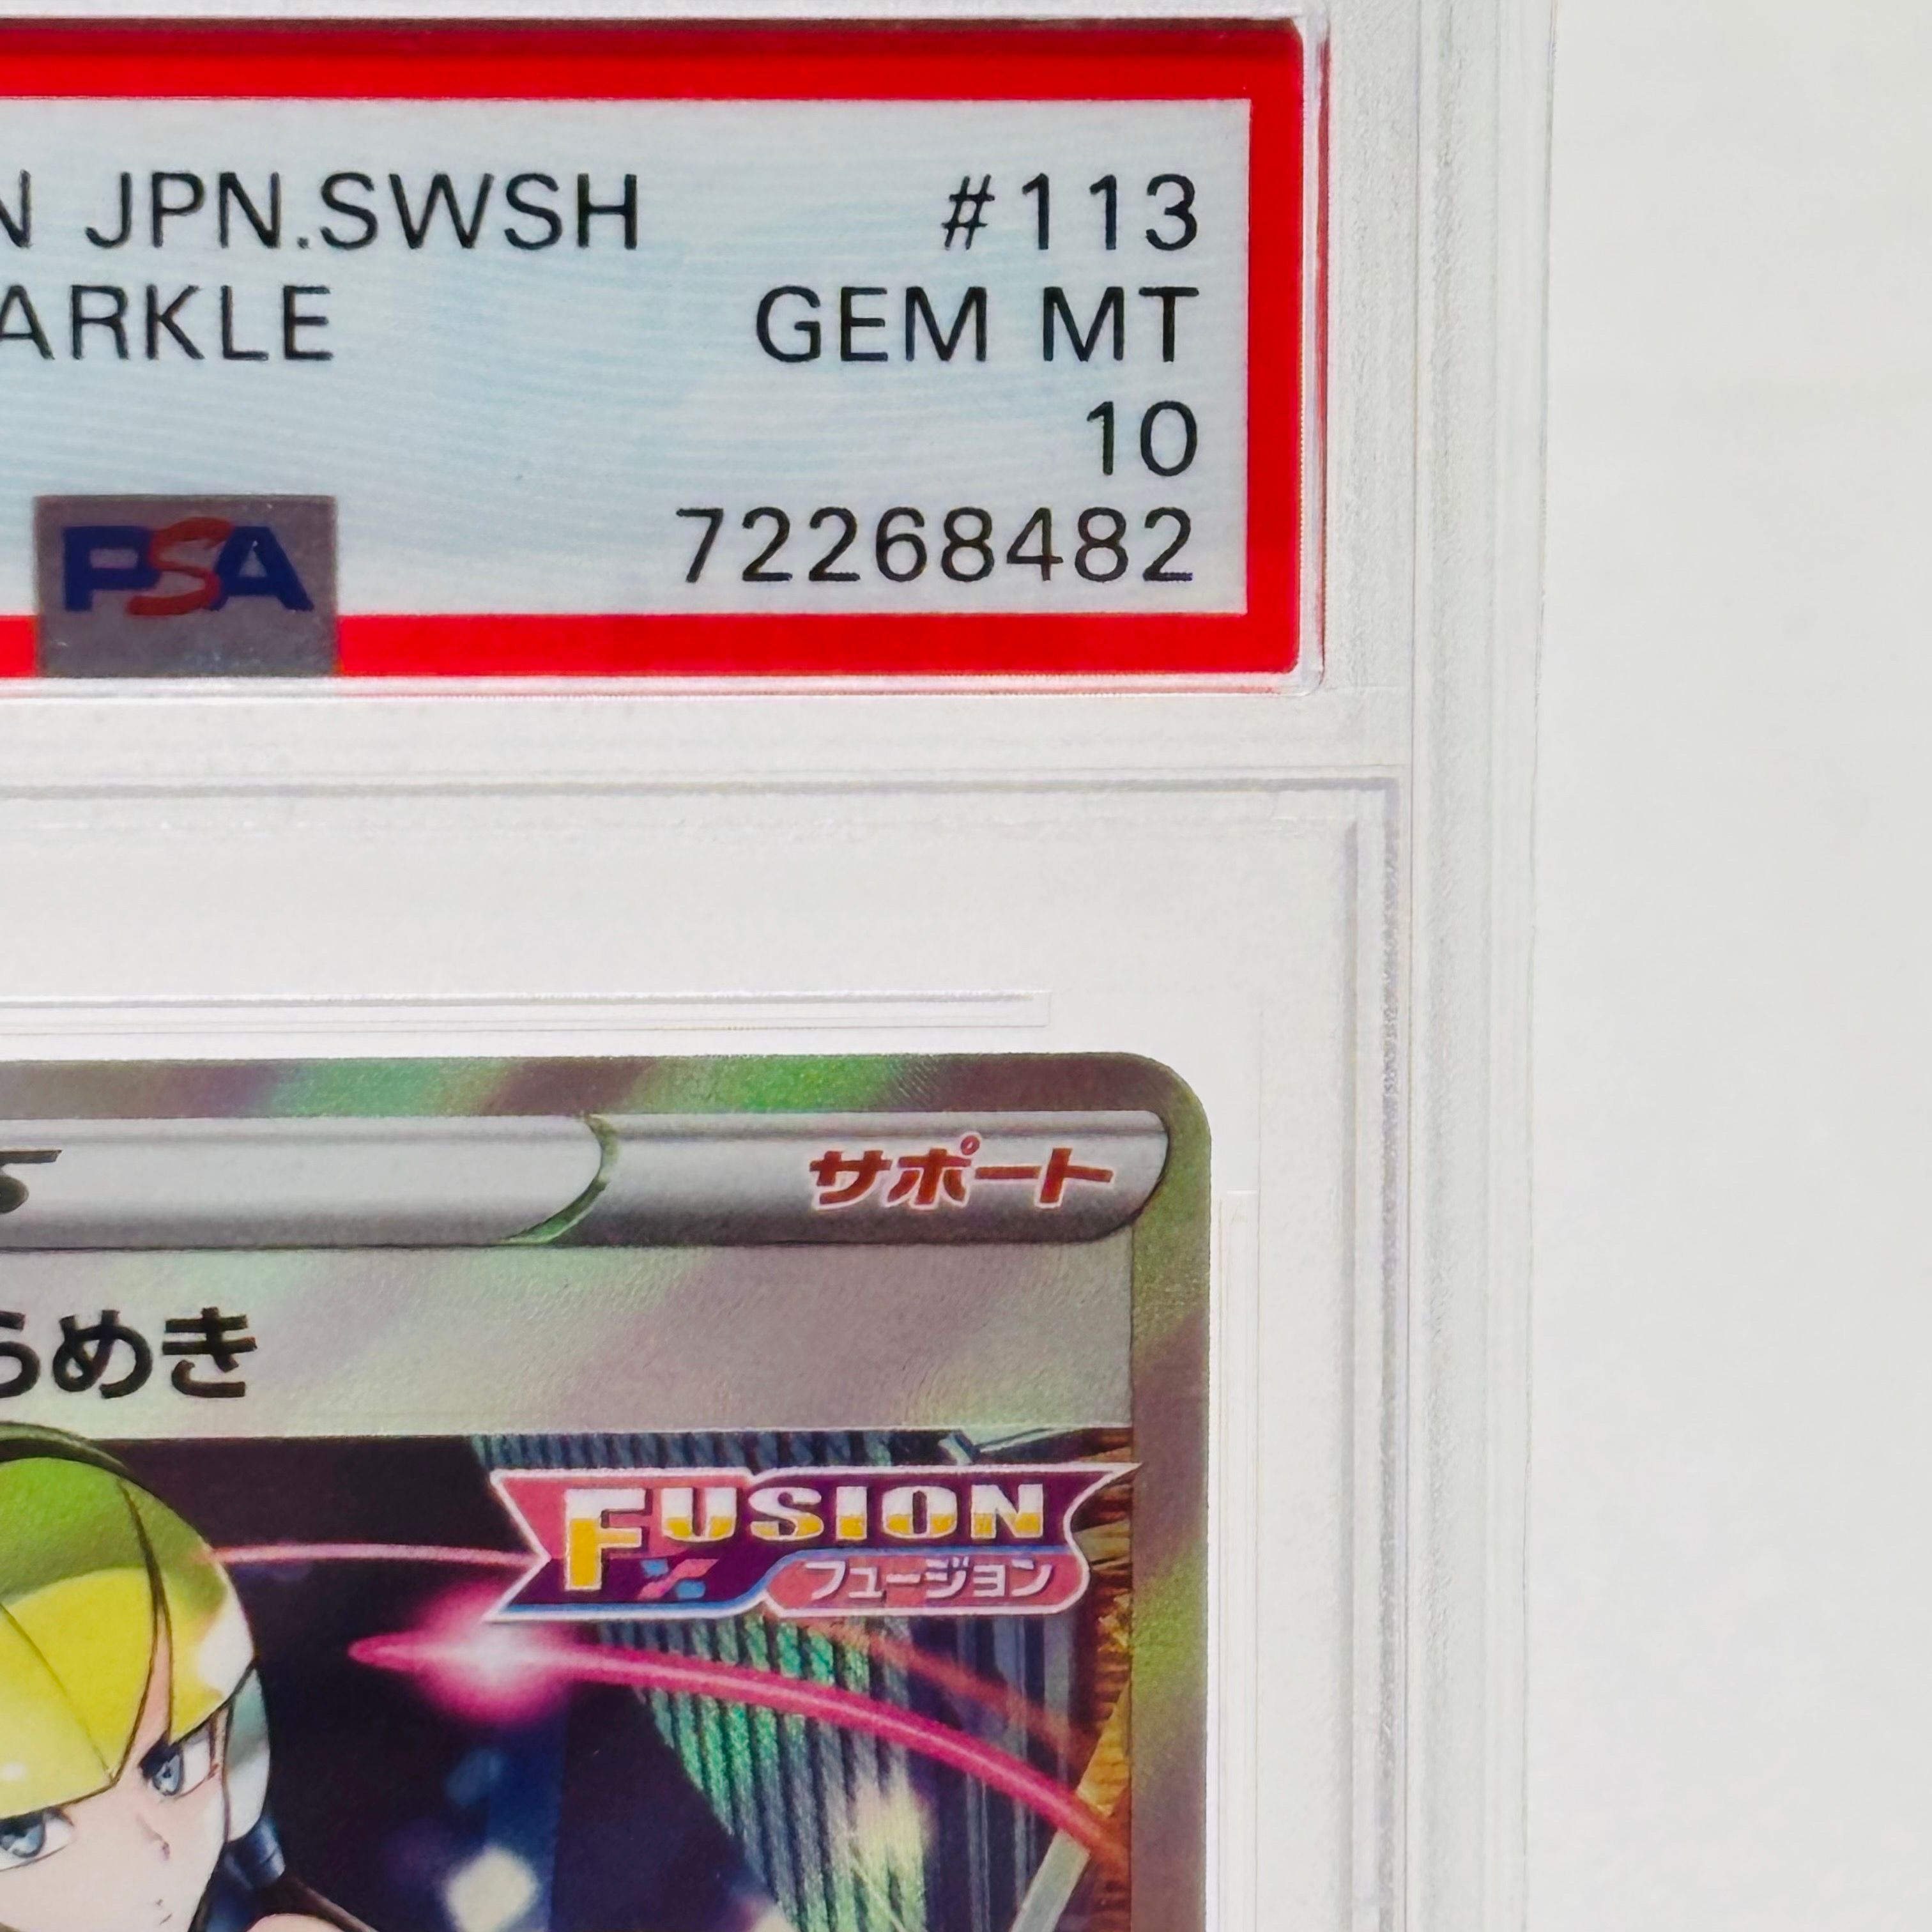 N JPN.SWSH #113
ARKLE GEM MT
10
PSA 72268482
サポート
らめき
FUSION
フュージョン